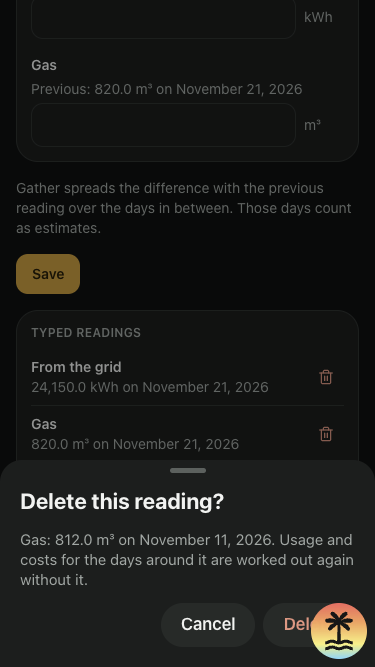 kWh
Gas
Previous: 820.0 m³ on November 21, 2026
m³
Gather spreads the difference with the previous
reading over the days in between. Those days count
as estimates.
Save
TYPED READINGS
From the grid
24,150.0 kWh on November 21, 2026
Gas
820.0 m³ on November 21, 2026
Delete this reading?
Gas: 812.0 m³ on November 11, 2026. Usage and
costs for the days around it are worked out again
without it.
Cancel